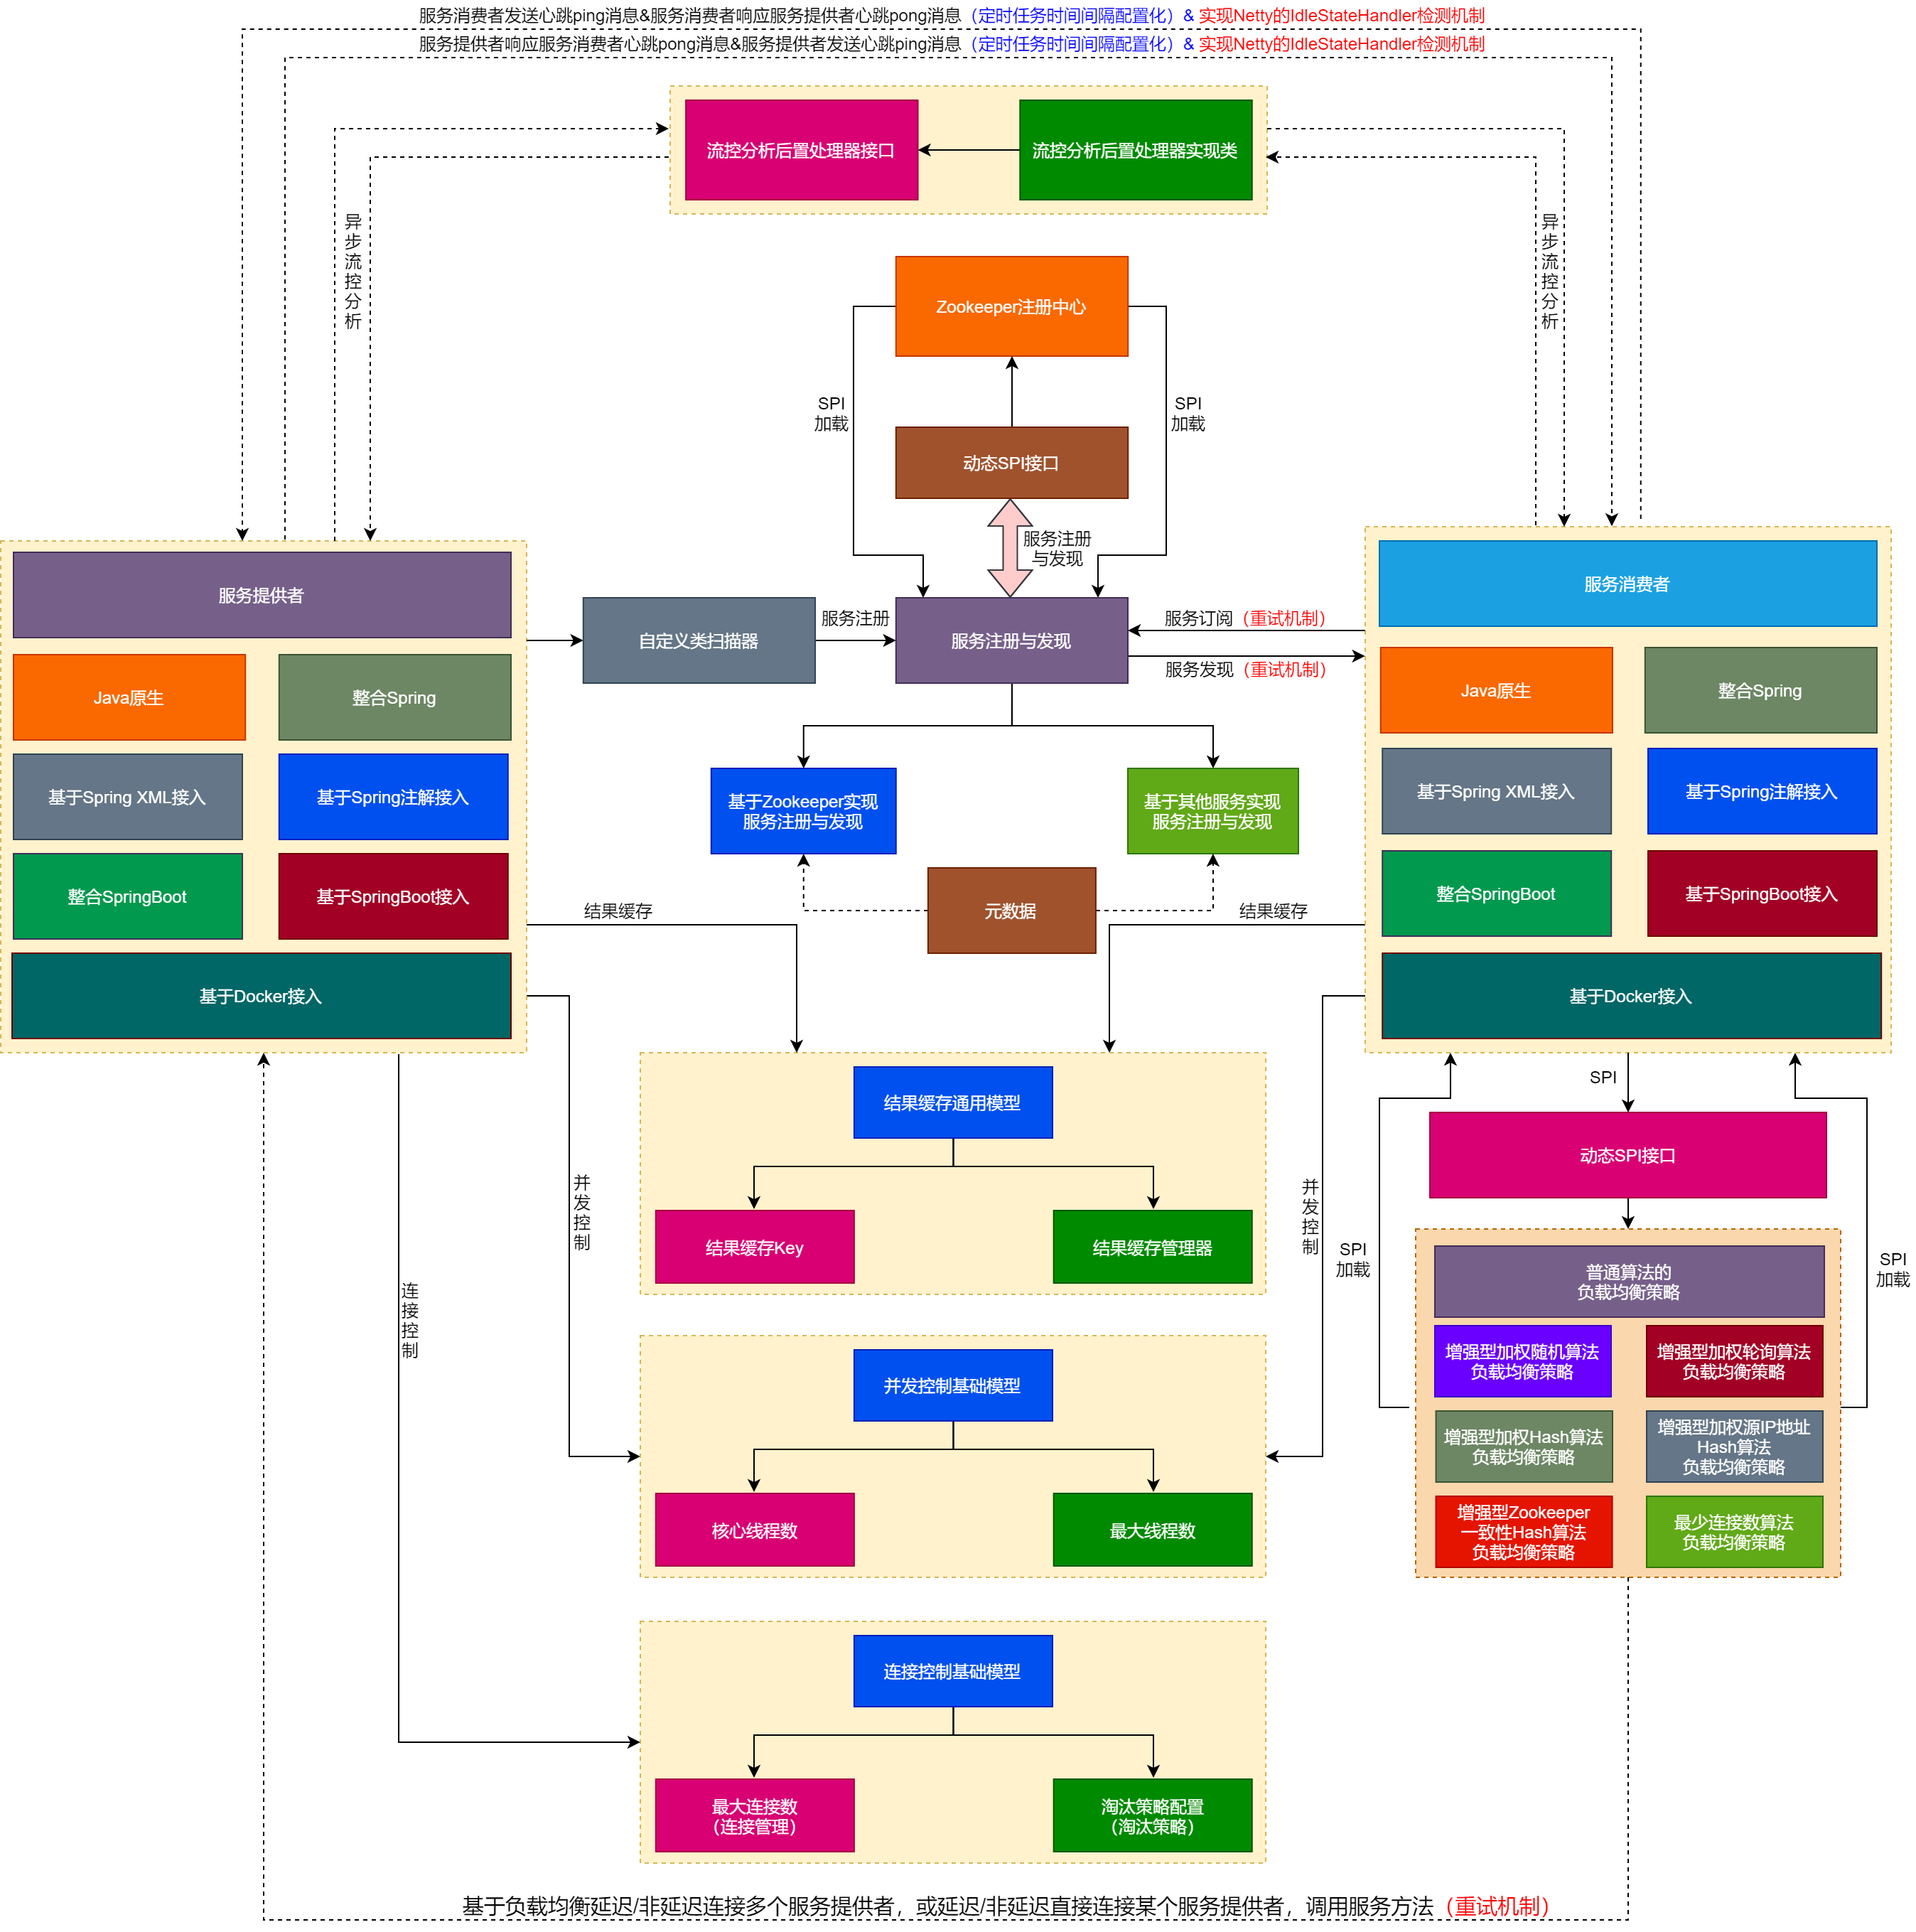 服务消费者发送心跳ping消息&服务消费者响应服务提供者心跳pong消息（定时任务时间间隔配置化）& 实现Netty的IdleStateHandler检测机制
服务提供者响应服务消费者心跳pong消息&服务提供者发送心跳ping消息（定时任务时间间隔配置化）& 实现Netty的IdleStateHandler检测机制
流控分析后置处理器接口
流控分析后置处理器实现类
异步流控分析
异步流控分析
Zookeeper注册中心
SPI
加载
SPI
加载
动态SPI接口
服务注册
与发现
服务提供者
Java原生
整合Spring
基于Spring XML接入
基于Spring注解接入
整合SpringBoot
基于SpringBoot接入
基于Docker接入
自定义类扫描器
服务注册
服务注册与发现
服务订阅（重试机制）
服务发现（重试机制）
服务消费者
Java原生
整合Spring
基于Spring XML接入
基于Spring注解接入
整合SpringBoot
基于SpringBoot接入
基于Docker接入
基于Zookeeper实现
服务注册与发现
基于其他服务实现
服务注册与发现
元数据
结果缓存
结果缓存
结果缓存通用模型
结果缓存Key
结果缓存管理器
并发控制
并发控制
连接控制
并发控制基础模型
核心线程数
最大线程数
连接控制基础模型
最大连接数
（连接管理）
淘汰策略配置
（淘汰策略）
SPI
动态SPI接口
SPI
加载
SPI
加载
普通算法的
负载均衡策略
增强型加权随机算法
负载均衡策略
增强型加权轮询算法
负载均衡策略
增强型加权Hash算法
负载均衡策略
增强型加权源IP地址
Hash算法
负载均衡策略
增强型Zookeeper
一致性Hash算法
负载均衡策略
最少连接数算法
负载均衡策略
基于负载均衡延迟/非延迟连接多个服务提供者，或延迟/非延迟直接连接某个服务提供者，调用服务方法（重试机制）